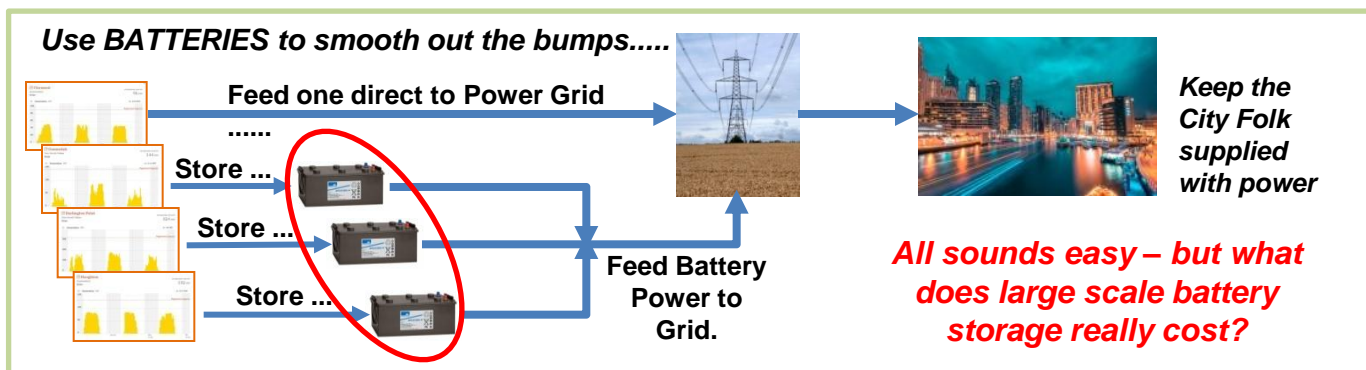 Use BATTERIES to smooth out the bumps.....
Feed one direct to Power Grid
......
Store ...
Store ...
Store ...
Feed Battery
Power to
Grid.
Keep the
City Folk
supplied
with power
All sounds easy – but what
does large scale battery
storage really cost?